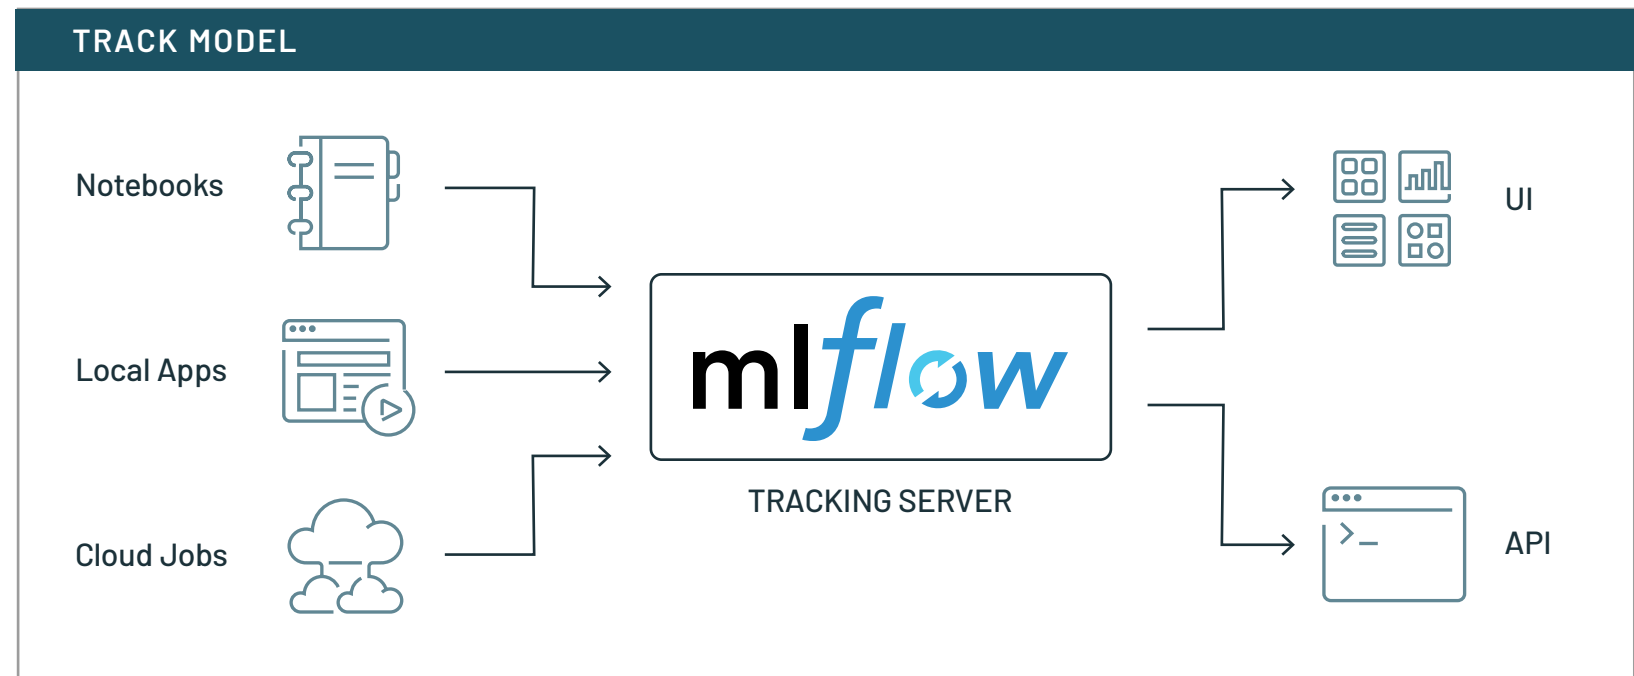 TRACK MODEL
Notebooks
Local Apps
Cloud Jobs
mlflow
TRACKING SERVER
UI
>_
API